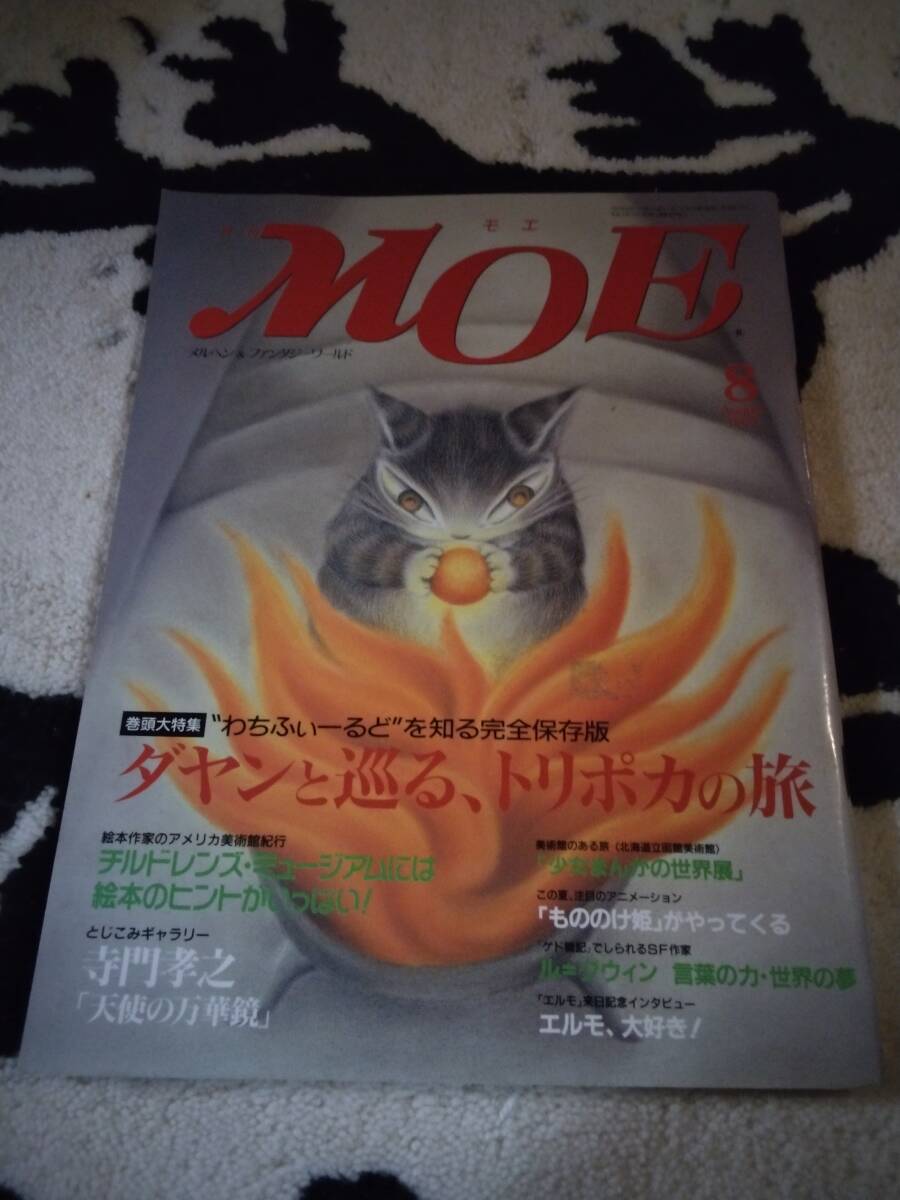 モエ
MOE
メルヘン&ファンタジーワールド
8
巻頭大特集 “わちふぃーるど”を知る完全保存版
ダヤンと巡る、トリポカの旅
絵本作家のアメリカ美術館紀行
チルドレンズ・ミュージアムには
絵本のヒントがいっぱい!
とじこみギャラリー
寺門孝之
「天使の万華鏡」
美術館のある旅〈北海道立函館美術館〉
「少女まんがの世界展」
この夏、注目のアニメーション
「もののけ姫」がやってくる
『ゲド戦記』でしられるSF作家
ル=グウィン 言葉の力・世界の夢
「エルモ」来日記念インタビュー
エルモ、大好き!